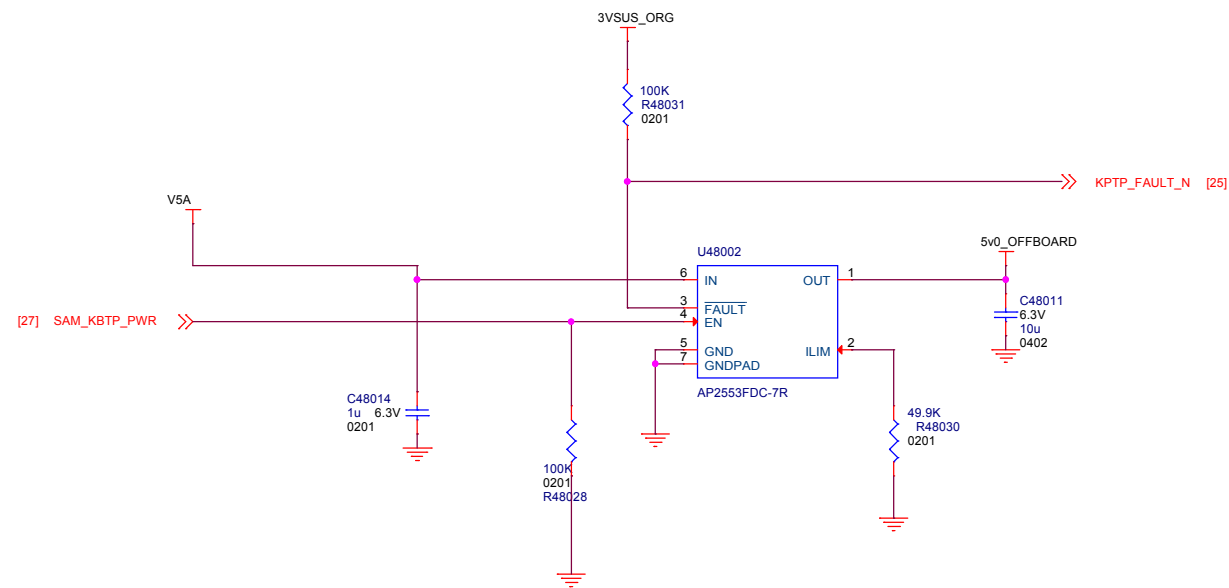 3VSUS_ORG
100K
R48031
0201
KPTP_FAULT_N [25]
V5A
U48002
5v0_OFFBOARD
6 IN OUT 1
3 FAULT
[27] SAM_KBTP_PWR 4 EN
C48011
6.3V
10u
0402
5 GND ILIM 2
7 GNDPAD
AP2553FDC-7R
C48014
1u 6.3V
0201
49.9K
R48030
0201
100K
0201
R48028